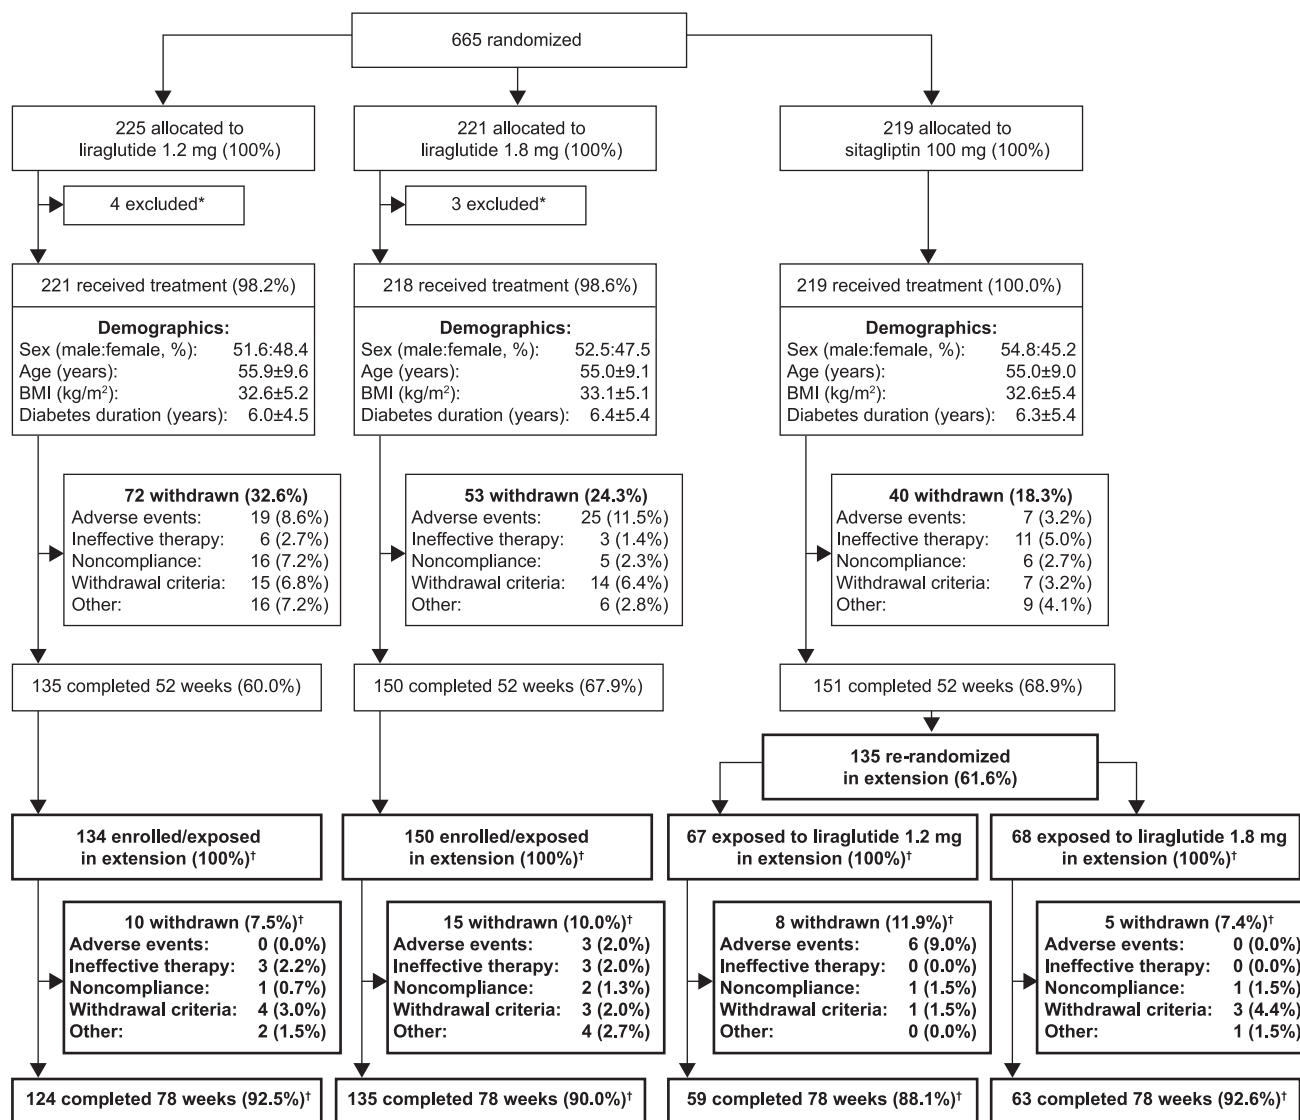 665 randomized
225 allocated to
liraglutide 1.2 mg (100%)
221 allocated to
liraglutide 1.8 mg (100%)
219 allocated to
sitagliptin 100 mg (100%)
4 excluded*
3 excluded*
221 received treatment (98.2%)
Demographics:
Sex (male:female, %): 51.6:48.4
Age (years): 55.9±9.6
BMI (kg/m²): 32.6±5.2
Diabetes duration (years): 6.0±4.5
218 received treatment (98.6%)
Demographics:
Sex (male:female, %): 52.5:47.5
Age (years): 55.0±9.1
BMI (kg/m²): 33.1±5.1
Diabetes duration (years): 6.4±5.4
219 received treatment (100.0%)
Demographics:
Sex (male:female, %): 54.8:45.2
Age (years): 55.0±9.0
BMI (kg/m²): 32.6±5.4
Diabetes duration (years): 6.3±5.4
72 withdrawn (32.6%)
Adverse events: 19 (8.6%)
Ineffective therapy: 6 (2.7%)
Noncompliance: 16 (7.2%)
Withdrawal criteria: 15 (6.8%)
Other: 16 (7.2%)
53 withdrawn (24.3%)
Adverse events: 25 (11.5%)
Ineffective therapy: 3 (1.4%)
Noncompliance: 5 (2.3%)
Withdrawal criteria: 14 (6.4%)
Other: 6 (2.8%)
40 withdrawn (18.3%)
Adverse events: 7 (3.2%)
Ineffective therapy: 11 (5.0%)
Noncompliance: 6 (2.7%)
Withdrawal criteria: 7 (3.2%)
Other: 9 (4.1%)
135 completed 52 weeks (60.0%)
150 completed 52 weeks (67.9%)
151 completed 52 weeks (68.9%)
135 re-randomized
in extension (61.6%)
134 enrolled/exposed
in extension (100%)†
150 enrolled/exposed
in extension (100%)†
67 exposed to liraglutide 1.2 mg
in extension (100%)†
68 exposed to liraglutide 1.8 mg
in extension (100%)†
10 withdrawn (7.5%)†
Adverse events: 0 (0.0%)
Ineffective therapy: 3 (2.2%)
Noncompliance: 1 (0.7%)
Withdrawal criteria: 4 (3.0%)
Other: 2 (1.5%)
15 withdrawn (10.0%)†
Adverse events: 3 (2.0%)
Ineffective therapy: 3 (2.0%)
Noncompliance: 2 (1.3%)
Withdrawal criteria: 3 (2.0%)
Other: 4 (2.7%)
8 withdrawn (11.9%)†
Adverse events: 6 (9.0%)
Ineffective therapy: 0 (0.0%)
Noncompliance: 1 (1.5%)
Withdrawal criteria: 1 (1.5%)
Other: 0 (0.0%)
5 withdrawn (7.4%)†
Adverse events: 0 (0.0%)
Ineffective therapy: 0 (0.0%)
Noncompliance: 1 (1.5%)
Withdrawal criteria: 3 (4.4%)
Other: 1 (1.5%)
124 completed 78 weeks (92.5%)†
135 completed 78 weeks (90.0%)†
59 completed 78 weeks (88.1%)†
63 completed 78 weeks (92.6%)†